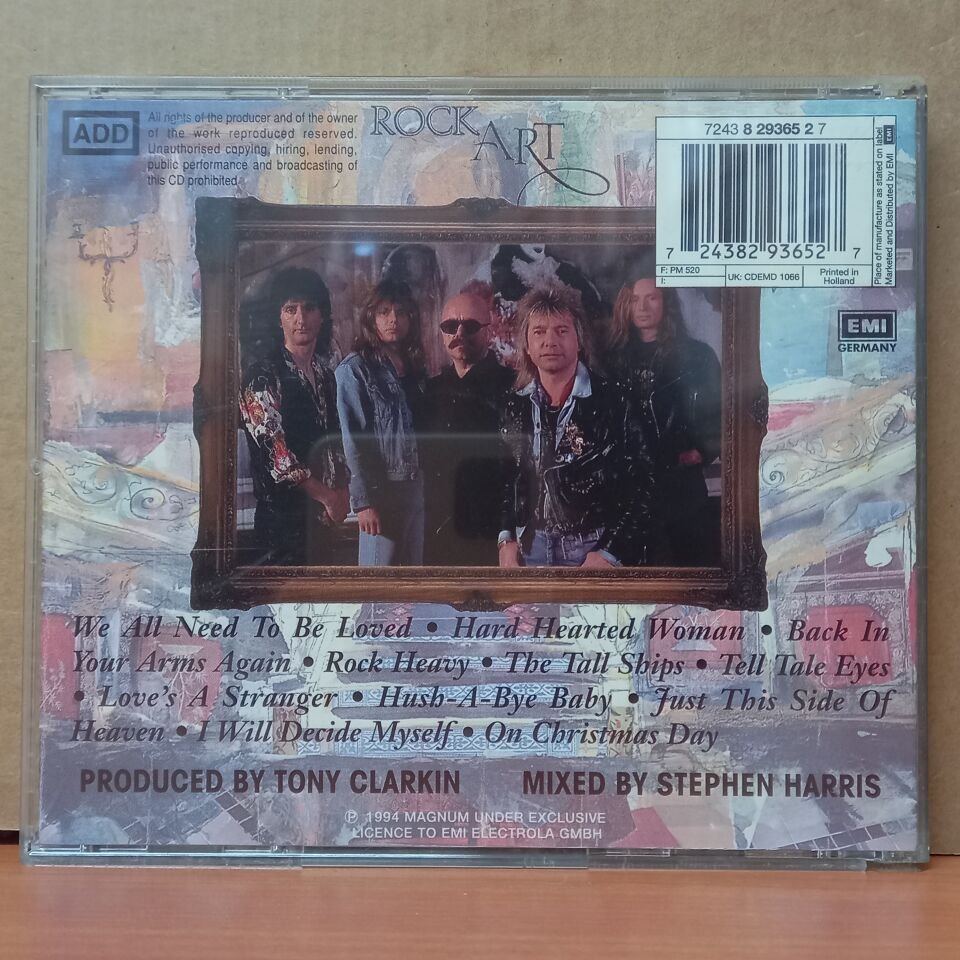 ADD
All rights of the producer and of the owner
of the work reproduced reserved.
Unauthorised copying, hiring, lending,
public performance and broadcasting of
this CD prohibited.
ROCK
ART
7243 8 29365 2 7
7 24382 93652 7
F: PM 520
I:
UK: CDEMD 1066
Printed in
Holland
Place of manufacture as stated on label
Marketed and Distributed by EMI
EMI
EMI
GERMANY
We All Need To Be Loved • Hard Hearted Woman • Back In
Your Arms Again • Rock Heavy • The Tall Ships • Tell Tale Eyes
• Love's A Stranger • Hush-A-Bye Baby • Just This Side Of
Heaven • I Will Decide Myself • On Christmas Day
PRODUCED BY TONY CLARKIN MIXED BY STEPHEN HARRIS
℗ 1994 MAGNUM UNDER EXCLUSIVE
LICENCE TO EMI ELECTROLA GMBH